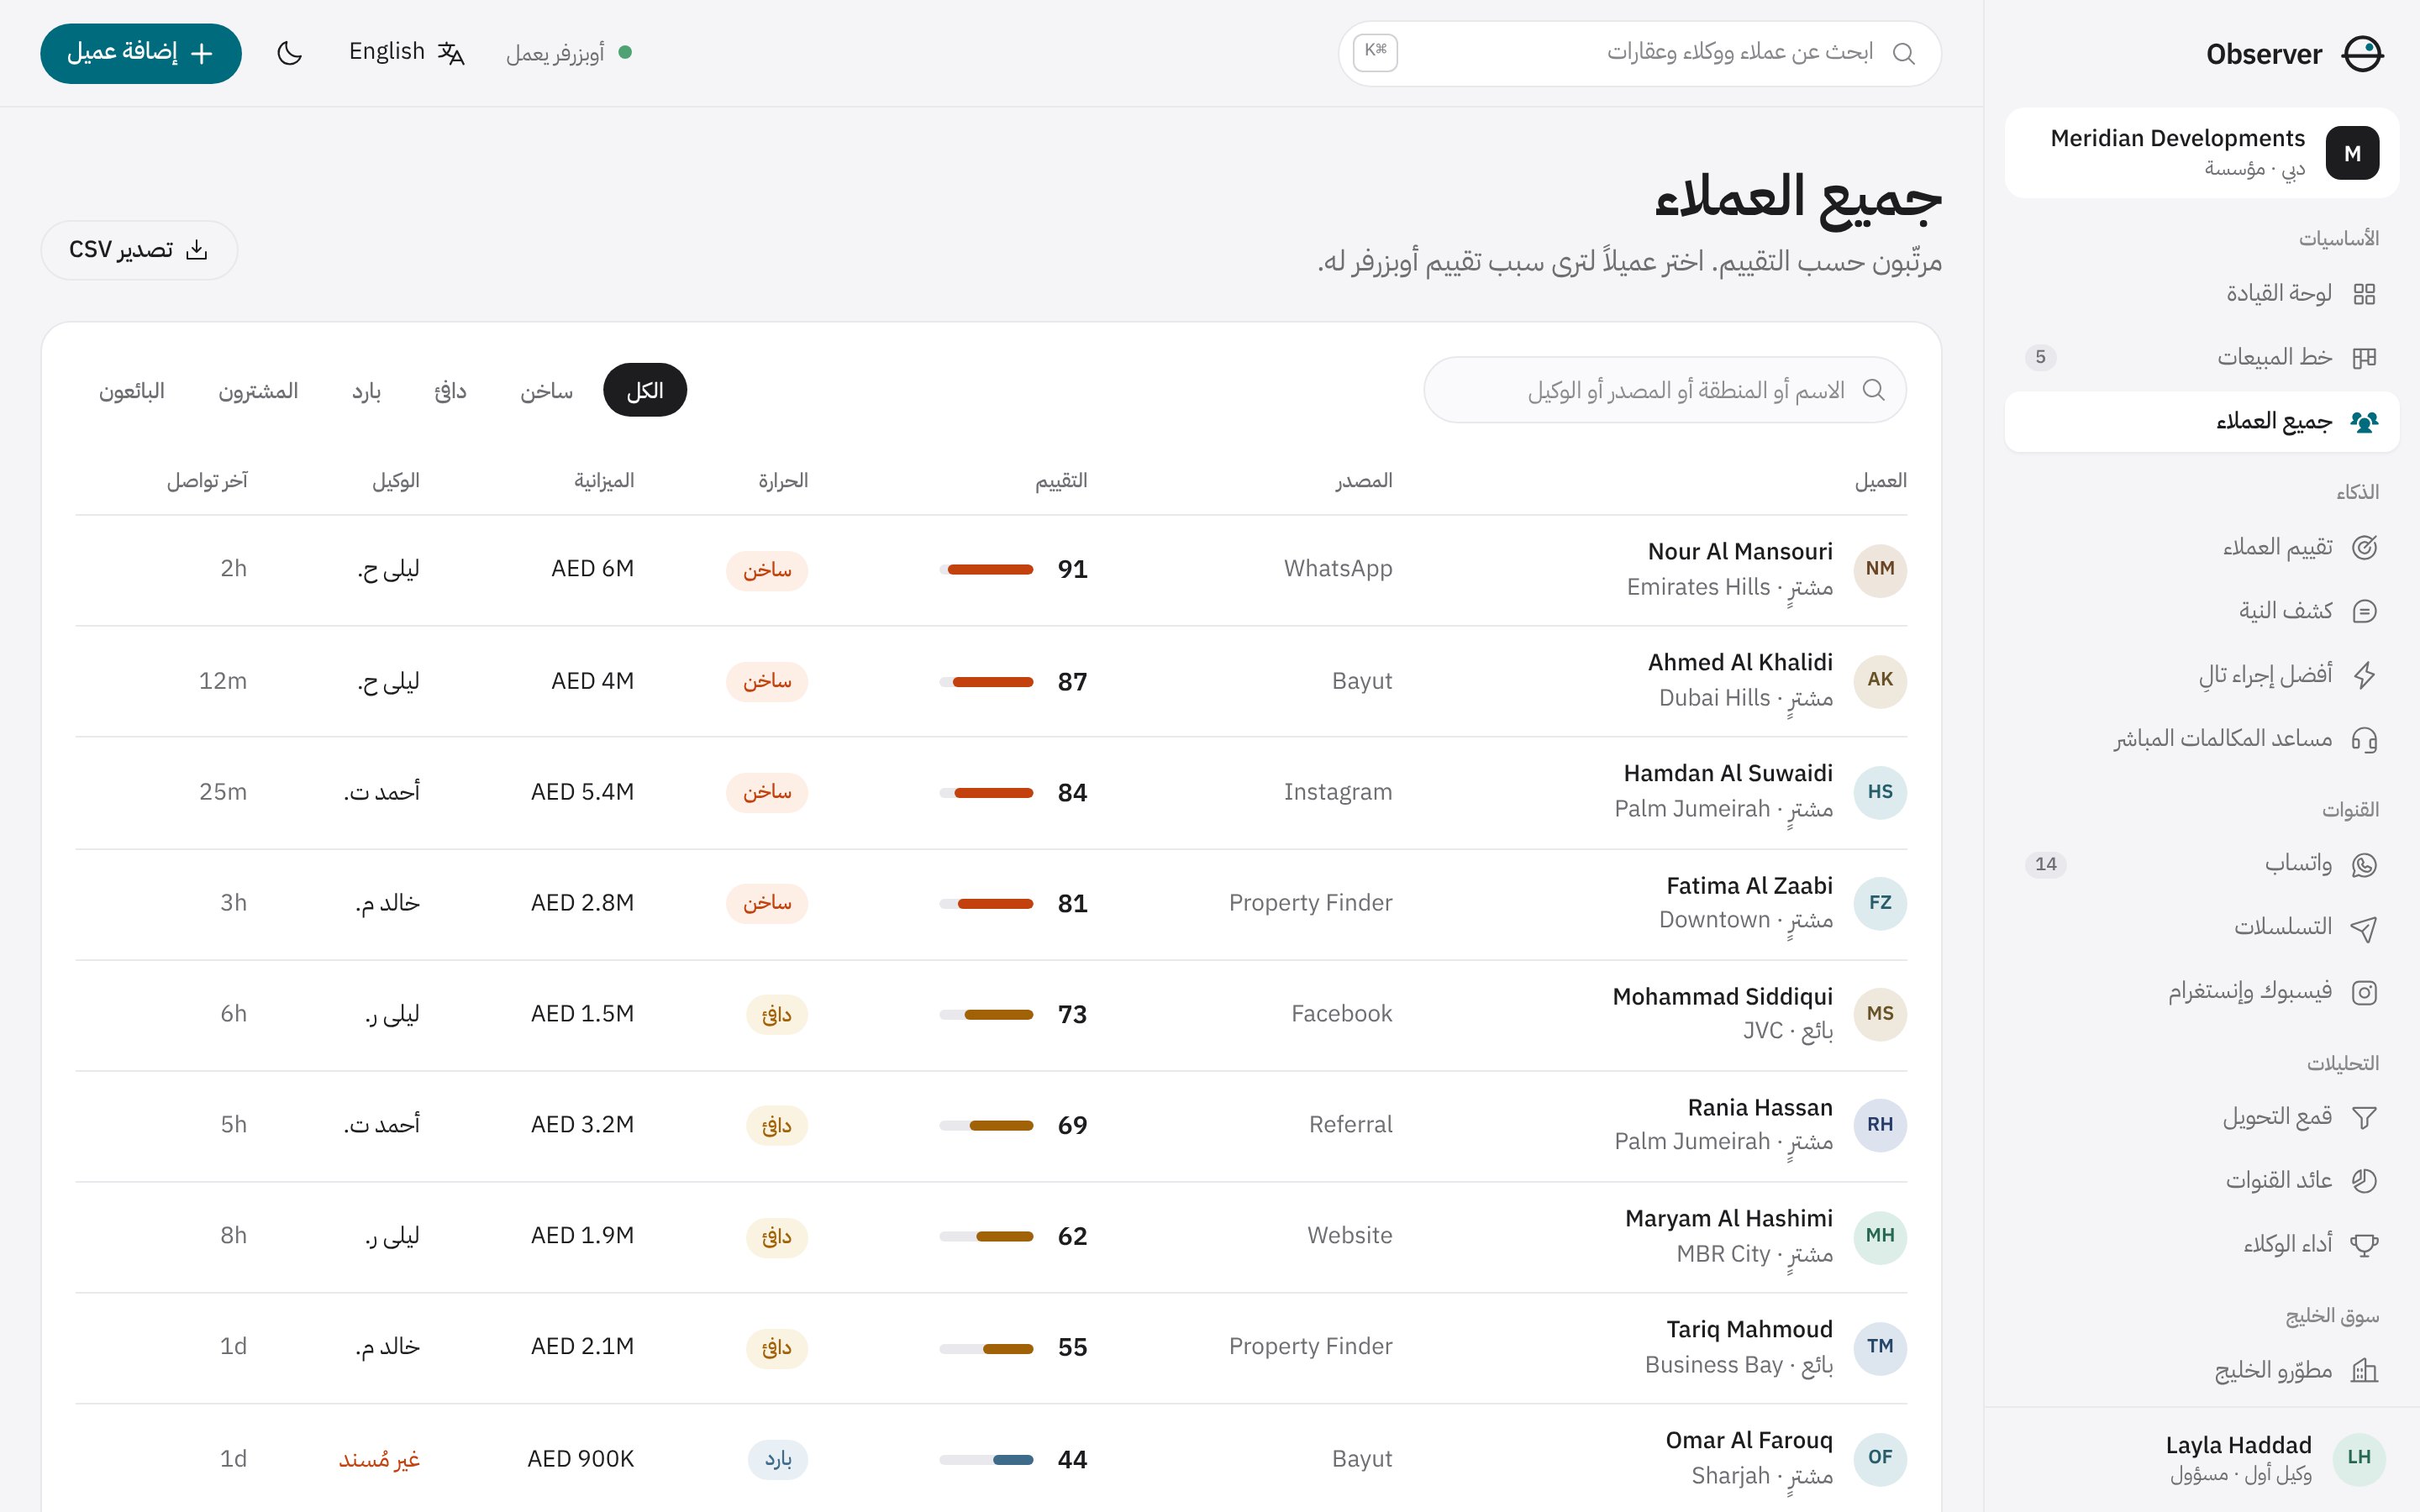 Observer
Meridian Developments
M
دبي · مؤسسة
الأساسيات
لوحة القيادة
خط المبيعات 5
جميع العملاء
الذكاء
تقييم العملاء
كشف النية
أفضل إجراء تالٍ
مساعد المكالمات المباشر
القنوات
واتساب 14
التسلسلات
فيسبوك وإنستغرام
التحليلات
قمع التحويل
عائد القنوات
أداء الوكلاء
سوق الخليج
مطوّرو الخليج
LH
Layla Haddad
وكيل أول · مسؤول
ابحث عن عملاء ووكلاء وعقارات ⌘K
أوبزرفر يعمل
English
إضافة عميل
جميع العملاء
مرتّبون حسب التقييم. اختر عميلاً لترى سبب تقييم أوبزرفر له.
تصدير CSV
الاسم أو المنطقة أو المصدر أو الوكيل
الكل ساخن دافئ بارد المشترون البائعون
العميل المصدر التقييم الحرارة الميزانية الوكيل آخر تواصل
NM Nour Al Mansouri WhatsApp 91 ساخن AED 6M ليلى ح. 2h
مشترٍ · Emirates Hills
AK Ahmed Al Khalidi Bayut 87 ساخن AED 4M ليلى ح. 12m
مشترٍ · Dubai Hills
HS Hamdan Al Suwaidi Instagram 84 ساخن AED 5.4M أحمد ت. 25m
مشترٍ · Palm Jumeirah
FZ Fatima Al Zaabi Property Finder 81 ساخن AED 2.8M خالد م. 3h
مشترٍ · Downtown
MS Mohammad Siddiqui Facebook 73 دافئ AED 1.5M ليلى ر. 6h
بائع · JVC
RH Rania Hassan Referral 69 دافئ AED 3.2M أحمد ت. 5h
مشترٍ · Palm Jumeirah
MH Maryam Al Hashimi Website 62 دافئ AED 1.9M ليلى ر. 8h
مشترٍ · MBR City
TM Tariq Mahmoud Property Finder 55 دافئ AED 2.1M خالد م. 1d
بائع · Business Bay
OF Omar Al Farouq Bayut 44 بارد AED 900K غير مُسند 1d
مشترٍ · Sharjah